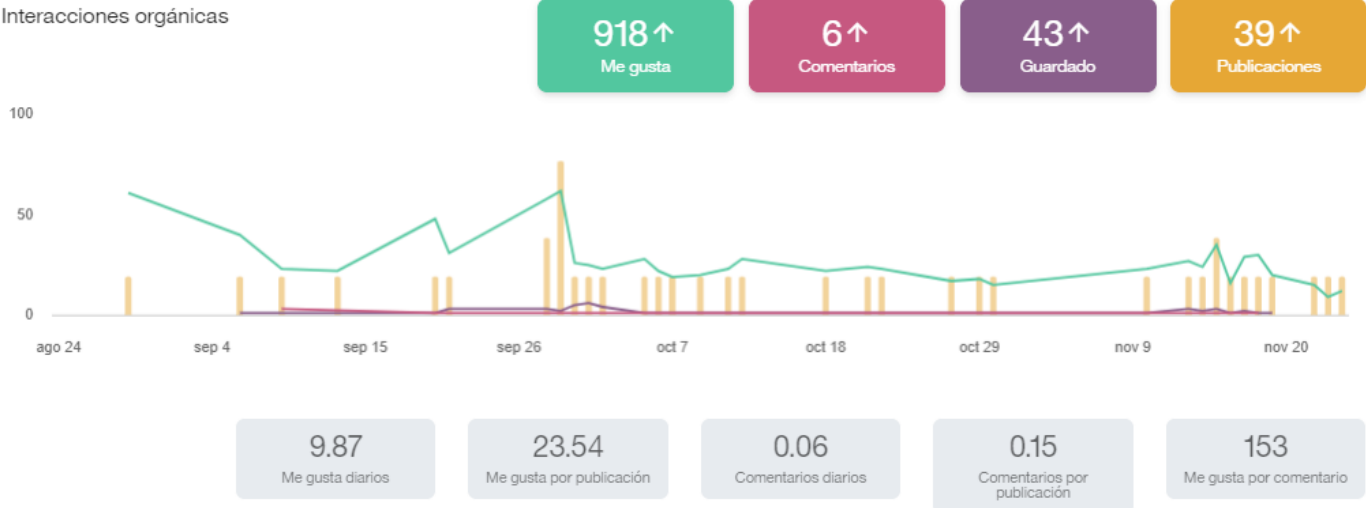 Interacciones orgánicas
918↑
Me gusta
6↑
Comentarios
43↑
Guardado
39↑
Publicaciones
100
50
0
ago 24
sep 4
sep 15
sep 26
oct 7
oct 18
oct 29
nov 9
nov 20
9.87
Me gusta diarios
23.54
Me gusta por publicación
0.06
Comentarios diarios
0.15
Comentarios por
publicación
153
Me gusta por comentario